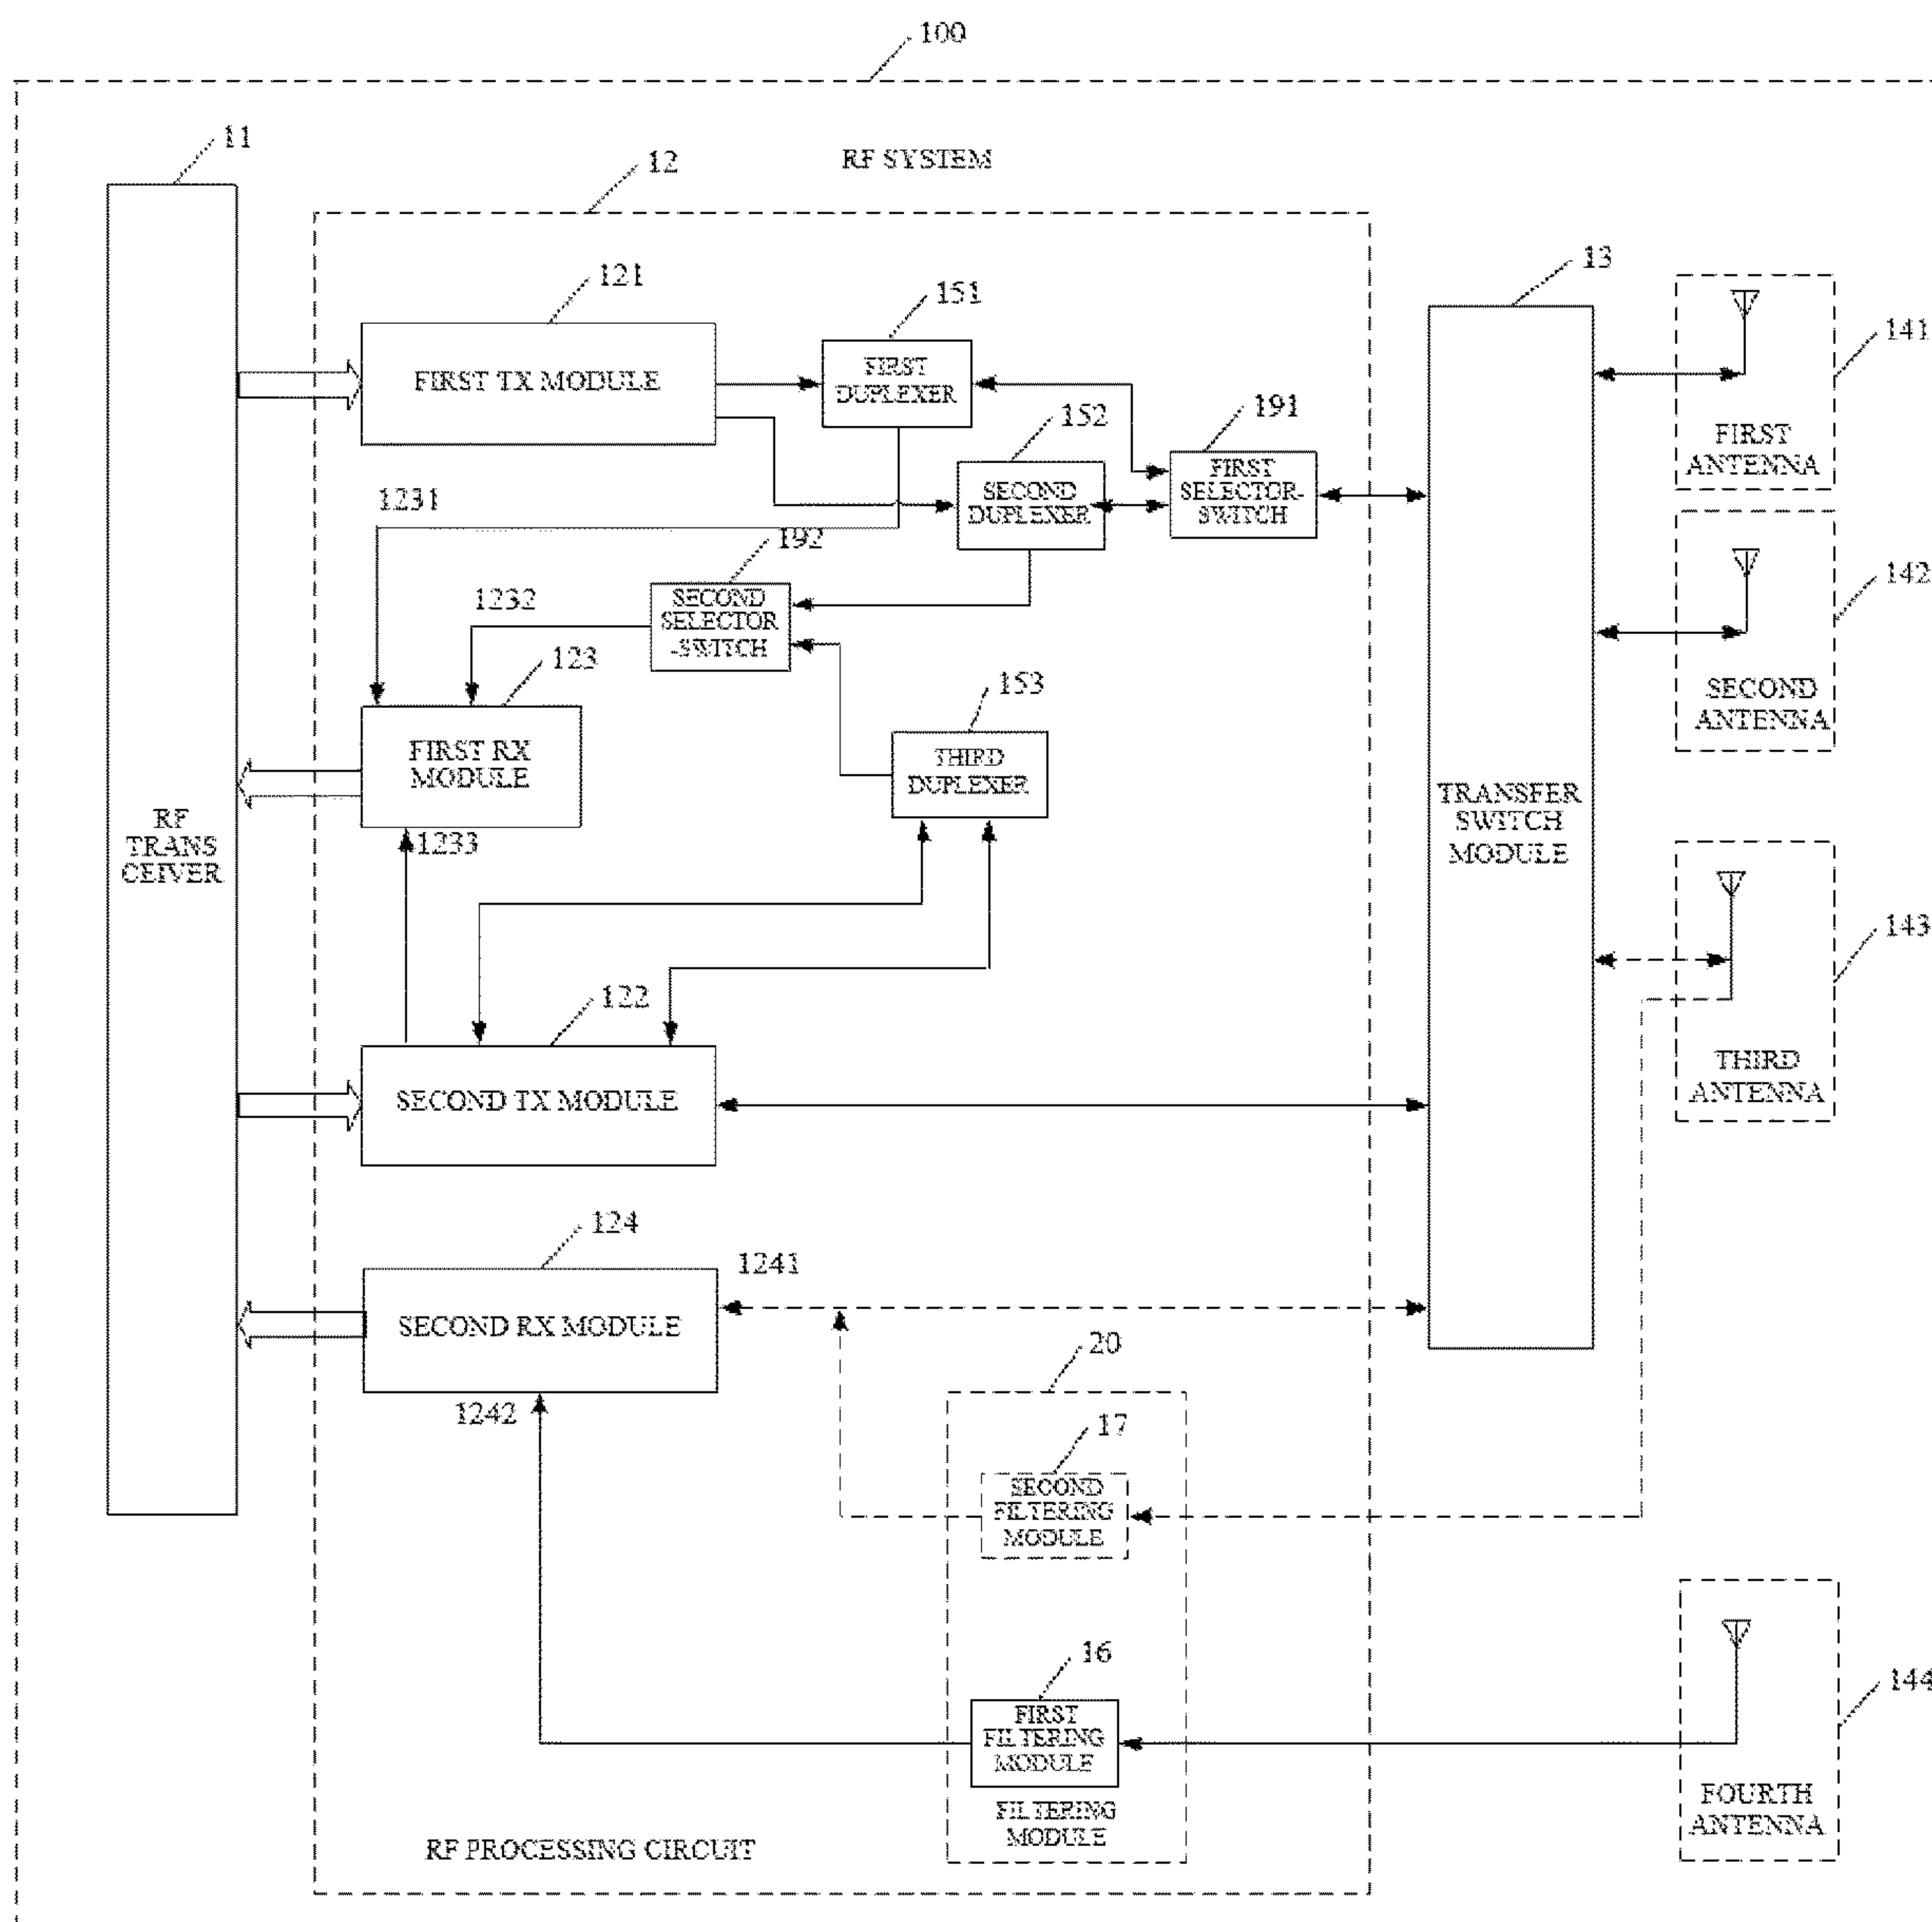 100
11
RF SYSTEM
12
13
121
151
141
FIRST TX MODULE
FIRST
DUPLEXER
152
191
FIRST
ANTENNA
1231
SECOND
DUPLEXER
FIRST
SELECTOR-
SWITCH
192
142
1232
SECOND
SELECTOR
-SWITCH
123
153
SECOND
ANTENNA
FIRST RX
MODULE
THIRD
DUPLEXER
TRANSFER
SWITCH
MODULE
RF
TRANS
CEIVER
1233
143
122
THIRD
ANTENNA
SECOND TX MODULE
124
1241
SECOND RX MODULE
20
1242
17
SECOND
FILTERING
MODULE
16
144
FIRST
FILTERING
MODULE
FILTERING
MODULE
FOURTH
ANTENNA
RF PROCESSING CIRCUIT